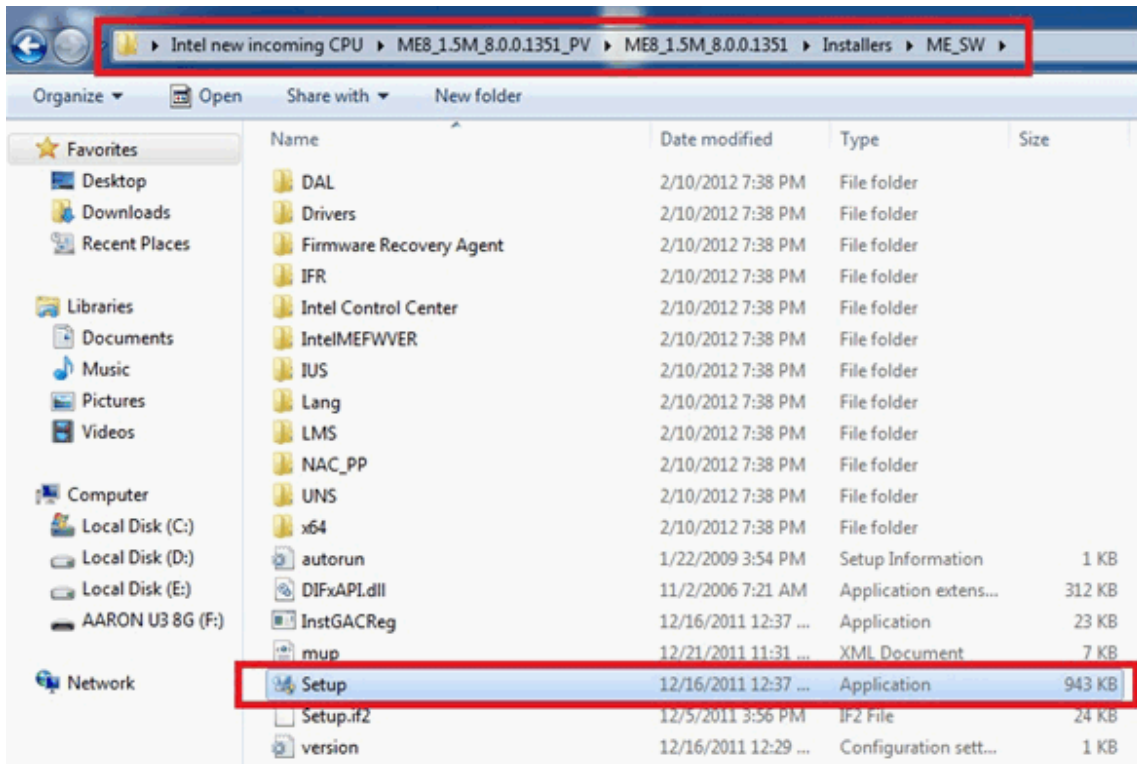 Intel new incoming CPU ▸ ME8_1.5M_8.0.0.1351_PV ▸ ME8_1.5M_8.0.0.1351 ▸ Installers ▸ ME_SW ▸
Organize Open Share with New folder
Name Date modified Type Size
Favorites
Desktop
Downloads
Recent Places
Libraries
Documents
Music
Pictures
Videos
Computer
Local Disk (C:)
Local Disk (D:)
Local Disk (E:)
AARON U3 8G (F:)
Network
DAL 2/10/2012 7:38 PM File folder
Drivers 2/10/2012 7:38 PM File folder
Firmware Recovery Agent 2/10/2012 7:38 PM File folder
IFR 2/10/2012 7:38 PM File folder
Intel Control Center 2/10/2012 7:38 PM File folder
IntelMEFWVER 2/10/2012 7:38 PM File folder
IUS 2/10/2012 7:38 PM File folder
Lang 2/10/2012 7:38 PM File folder
LMS 2/10/2012 7:38 PM File folder
NAC_PP 2/10/2012 7:38 PM File folder
UNS 2/10/2012 7:38 PM File folder
x64 2/10/2012 7:38 PM File folder
autorun 1/22/2009 3:54 PM Setup Information 1 KB
DIFxAPI.dll 11/2/2006 7:21 AM Application extens... 312 KB
InstGACReg 12/16/2011 12:37 ... Application 23 KB
mup 12/21/2011 11:31 ... XML Document 7 KB
Setup 12/16/2011 12:37 ... Application 943 KB
Setup.if2 12/5/2011 3:56 PM IF2 File 24 KB
version 12/16/2011 12:29 ... Configuration sett... 1 KB